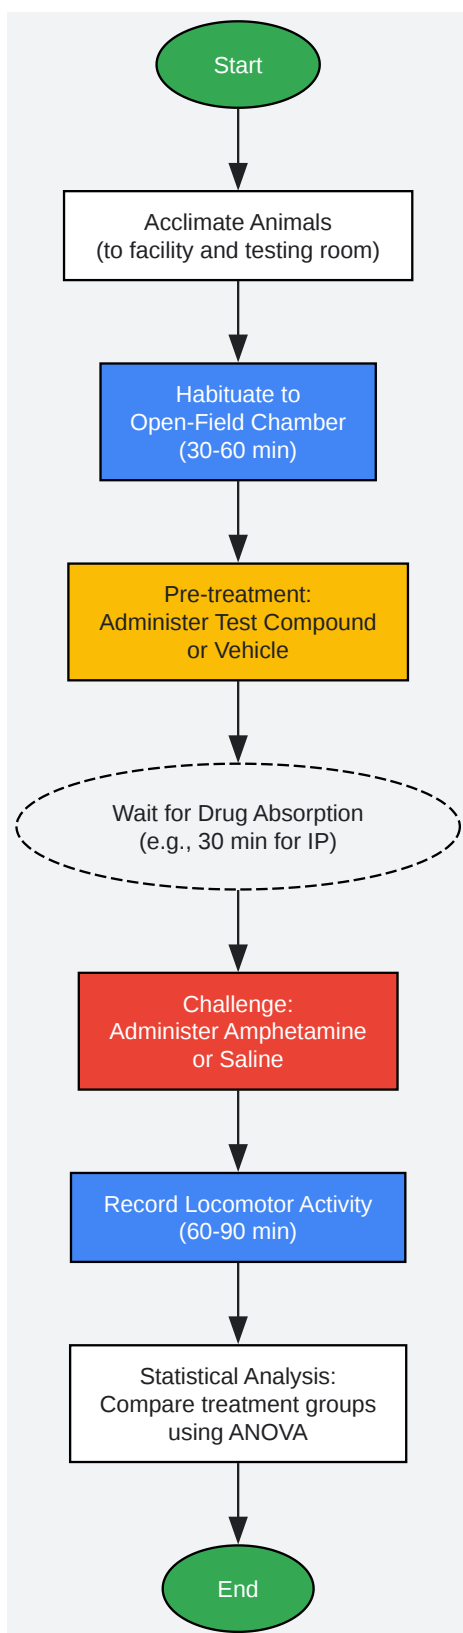 Start
Acclimate Animals
(to facility and testing room)
Habituate to
Open-Field Chamber
(30-60 min)
Pre-treatment:
Administer Test Compound
or Vehicle
Wait for Drug Absorption
(e.g., 30 min for IP)
Challenge:
Administer Amphetamine
or Saline
Record Locomotor Activity
(60-90 min)
Statistical Analysis:
Compare treatment groups
using ANOVA
End